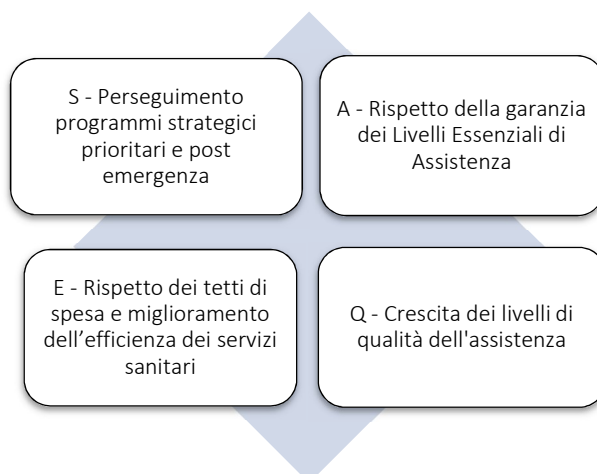 S - Perseguimento
programmi strategici
prioritari e post
emergenza
A - Rispetto della garanzia
dei Livelli Essenziali di
Assistenza
E - Rispetto dei tetti di
spesa e miglioramento
dell’efficienza dei servizi
sanitari
Q - Crescita dei livelli di
qualità dell'assistenza